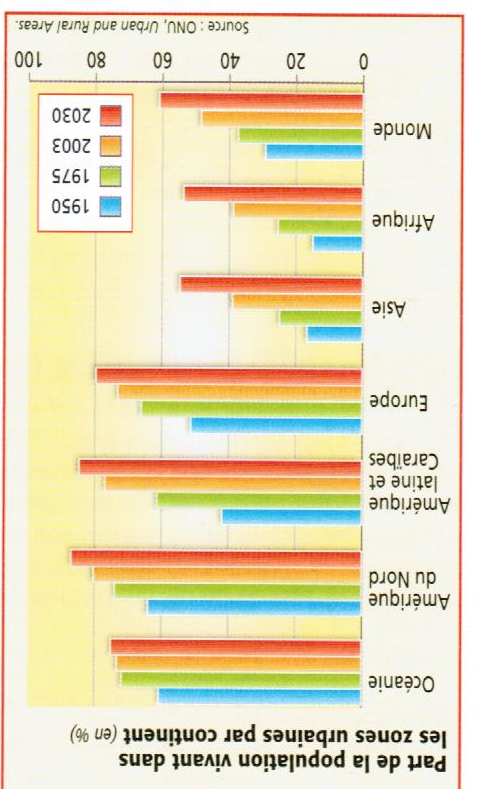 Part de la population vivant dans
les zones urbaines par continent (en %)
Océanie
Amérique
du Nord
Amérique
latine et
Caraïbes
Europe
Asie
Afrique
Monde
1950
1975
2003
2030
0 20 40 60 80 100
Source : ONU, Urban and Rural Areas.